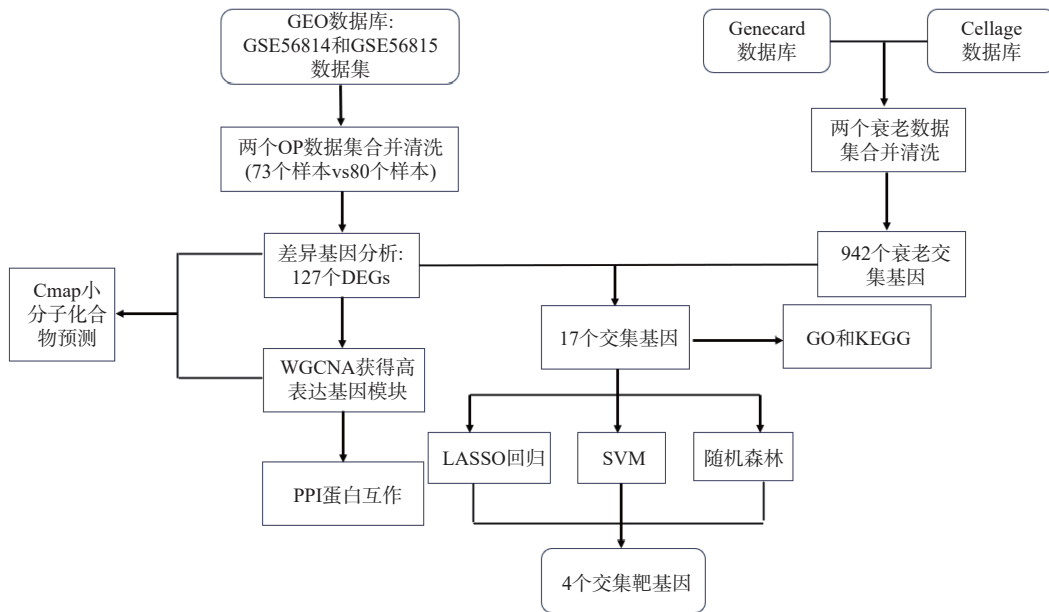 GEO数据库:
GSE56814和GSE56815
数据集
Genecard
数据库
Cellage
数据库
两个OP数据集合并清洗
(73个样本vs80个样本)
两个衰老数据
集合并清洗
差异基因分析:
127个DEGs
942个衰老交
集基因
Cmap小
分子化合
物预测
17个交集基因
GO和KEGG
WGCNA获得高
表达基因模块
LASSO回归
SVM
随机森林
PPI蛋白互作
4个交集靶基因